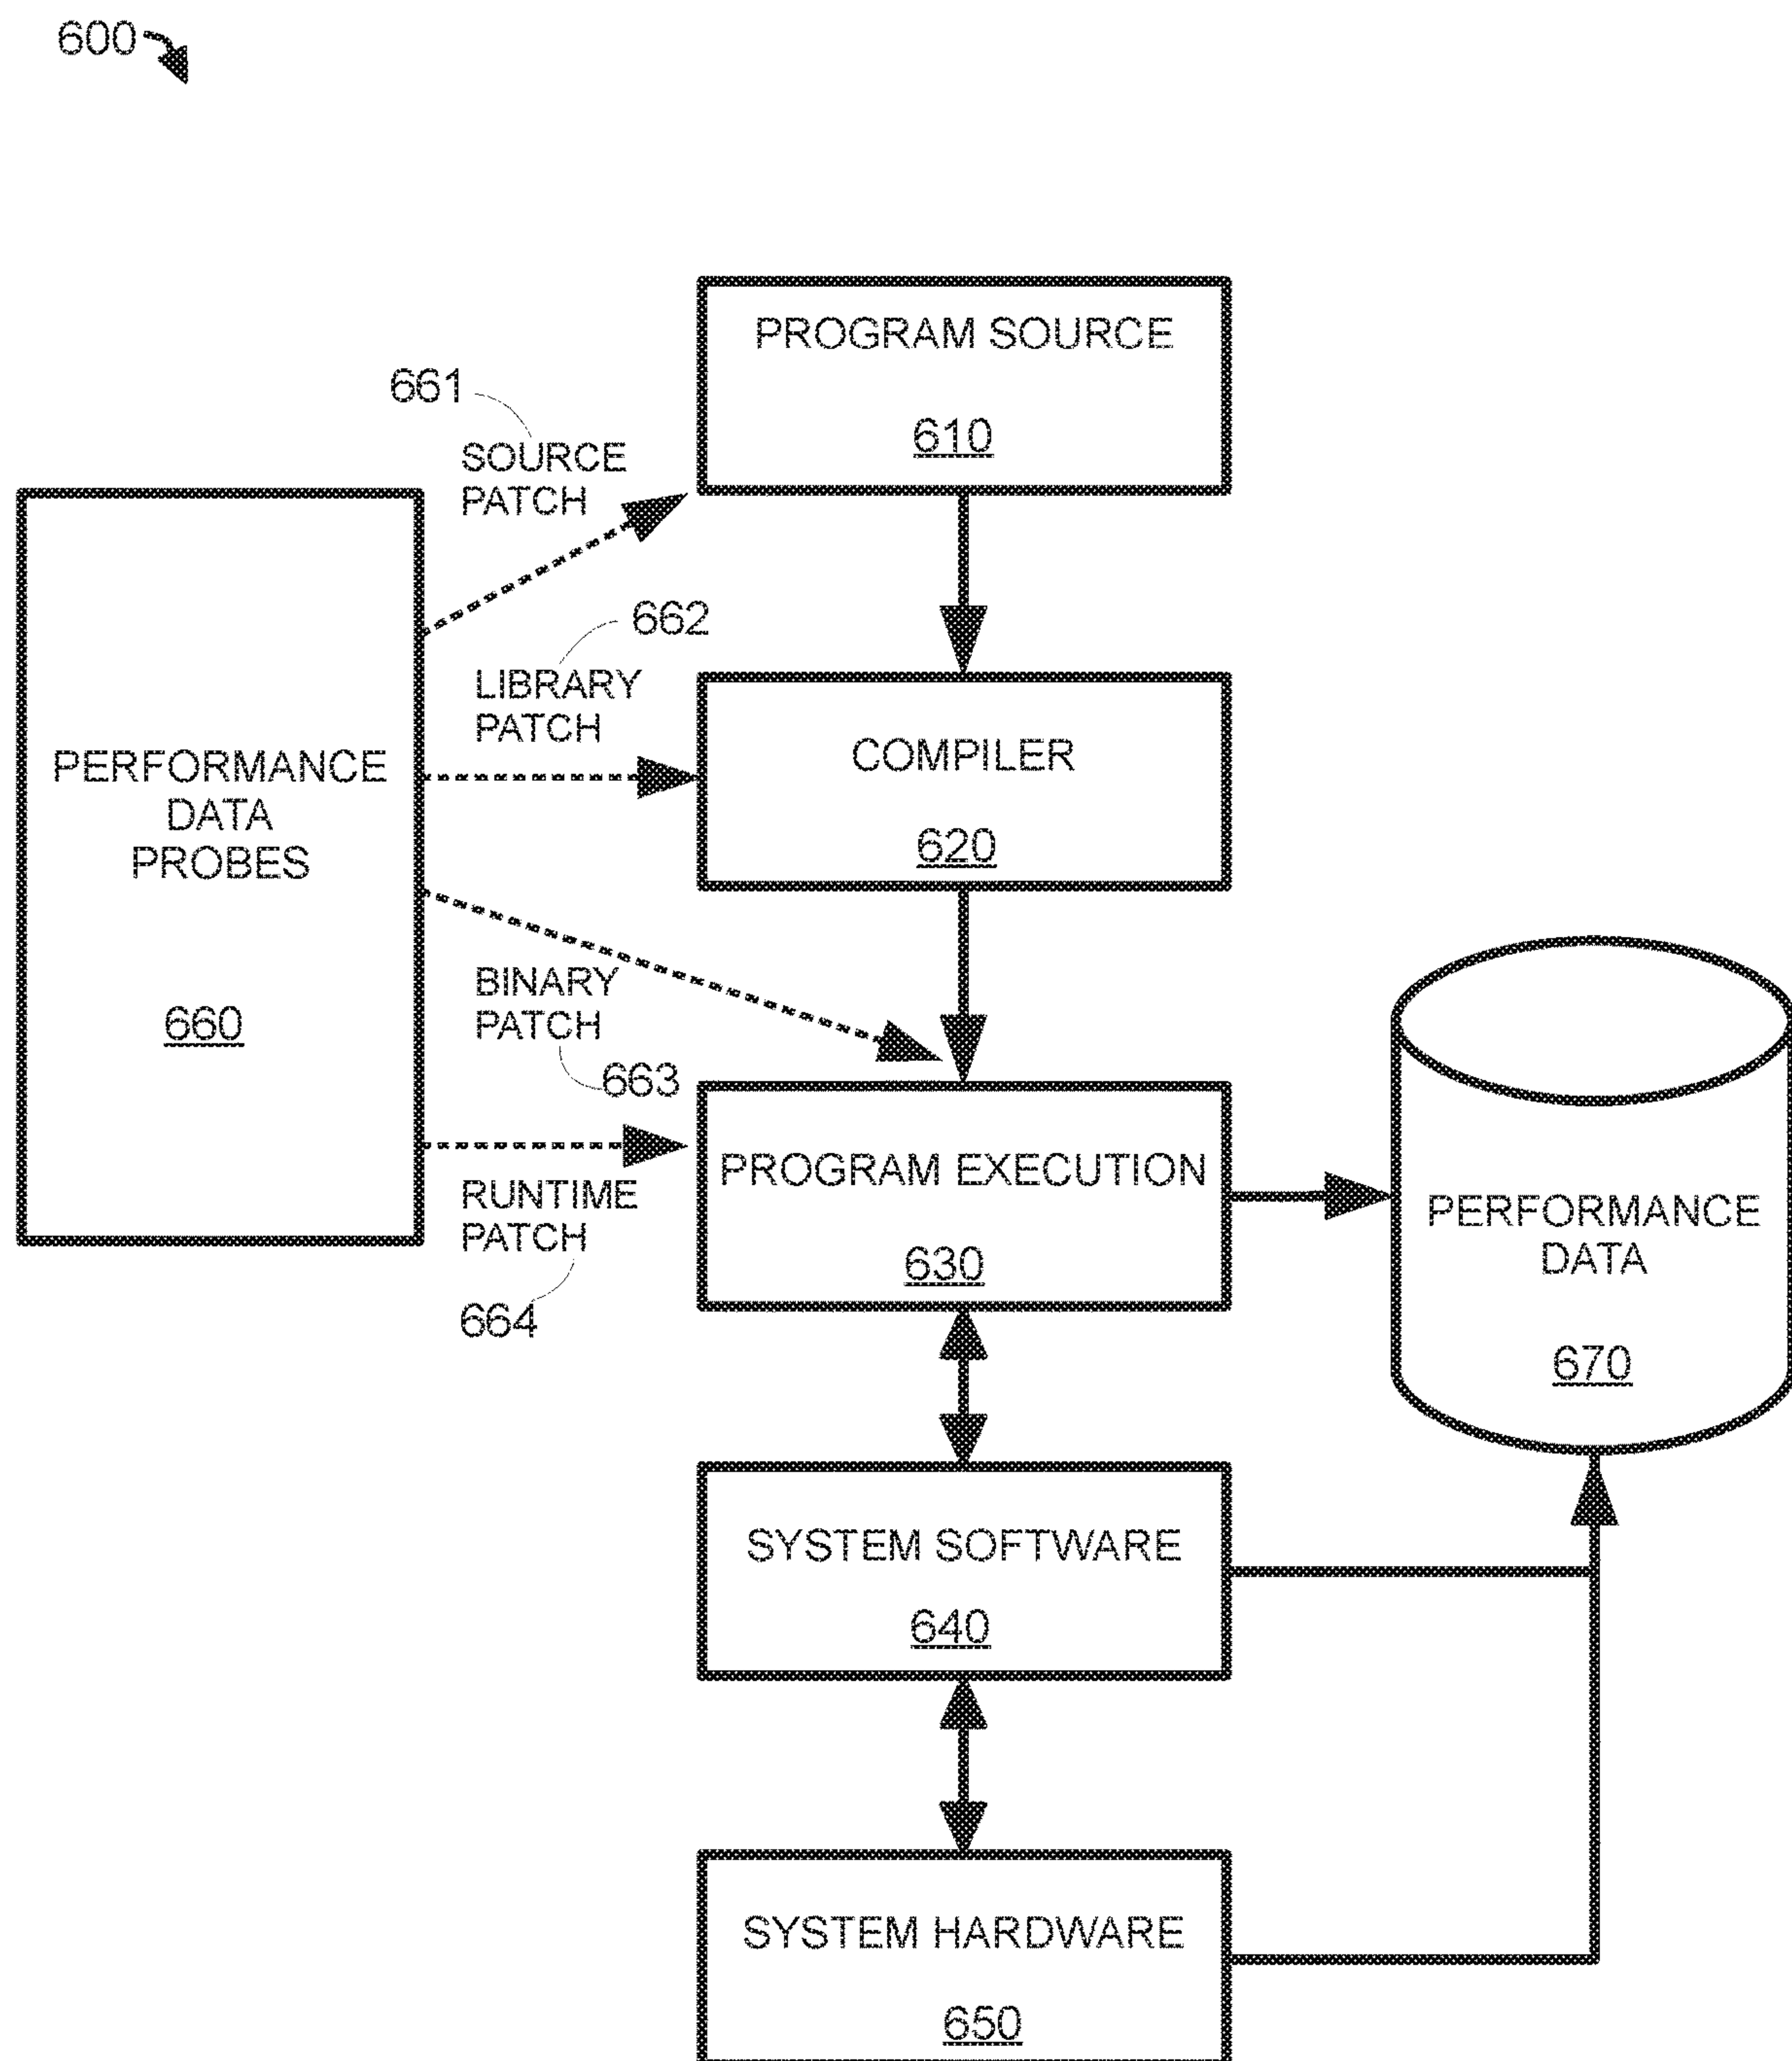 600
PROGRAM SOURCE
610
661
SOURCE
PATCH
662
LIBRARY
PATCH
COMPILER
620
PERFORMANCE
DATA
PROBES
660
BINARY
PATCH
663
PROGRAM EXECUTION
630
RUNTIME
PATCH
664
PERFORMANCE
DATA
670
SYSTEM SOFTWARE
640
SYSTEM HARDWARE
650